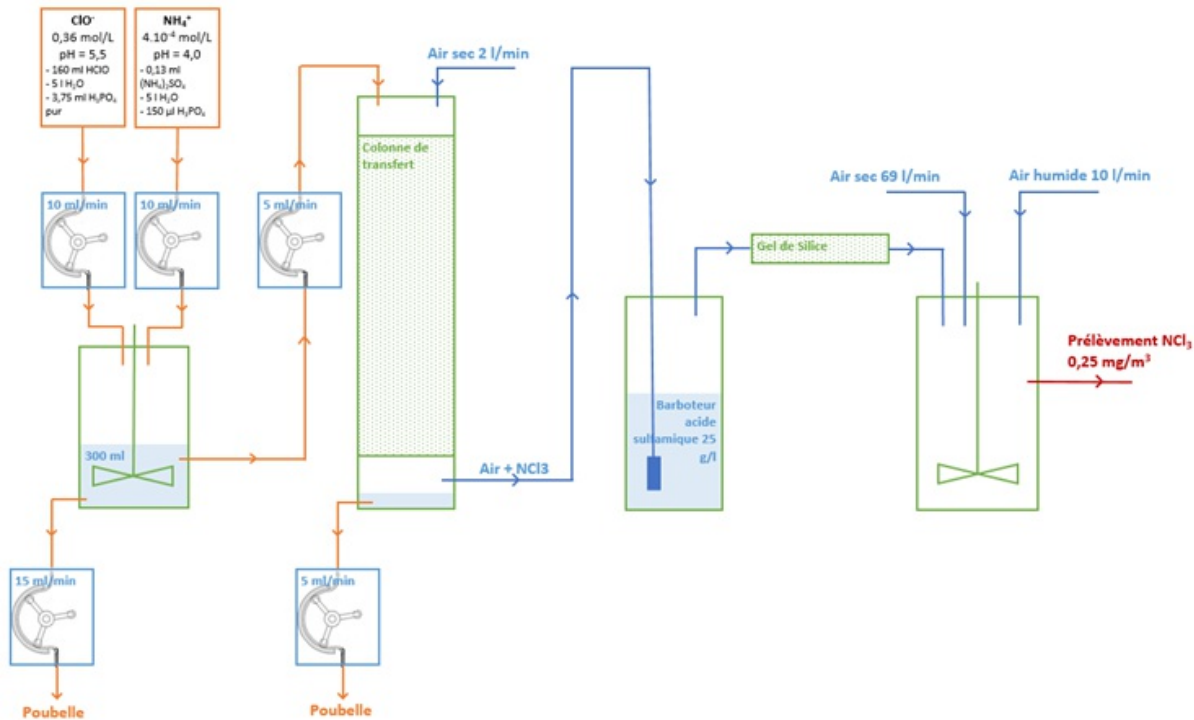 ClO⁻
0,36 mol/L
pH = 5,5
- 160 ml HClO
- 5 l H₂O
- 3,75 ml H₃PO₄
pur
NH₄⁺
4.10⁻⁴ mol/L
pH = 4,0
- 0,13 ml
(NH₄)₂SO₄
- 5 l H₂O
- 150 µl H₃PO₄
10 ml/min
10 ml/min
5 ml/min
Air sec 2 l/min
Colonne de
transfert
300 ml
Air + NCl3
15 ml/min
5 ml/min
Poubelle
Poubelle
Barboteur
acide
sulfamique 25
g/l
Gel de Silice
Air sec 69 l/min
Air humide 10 l/min
Prélèvement NCl₃
0,25 mg/m³